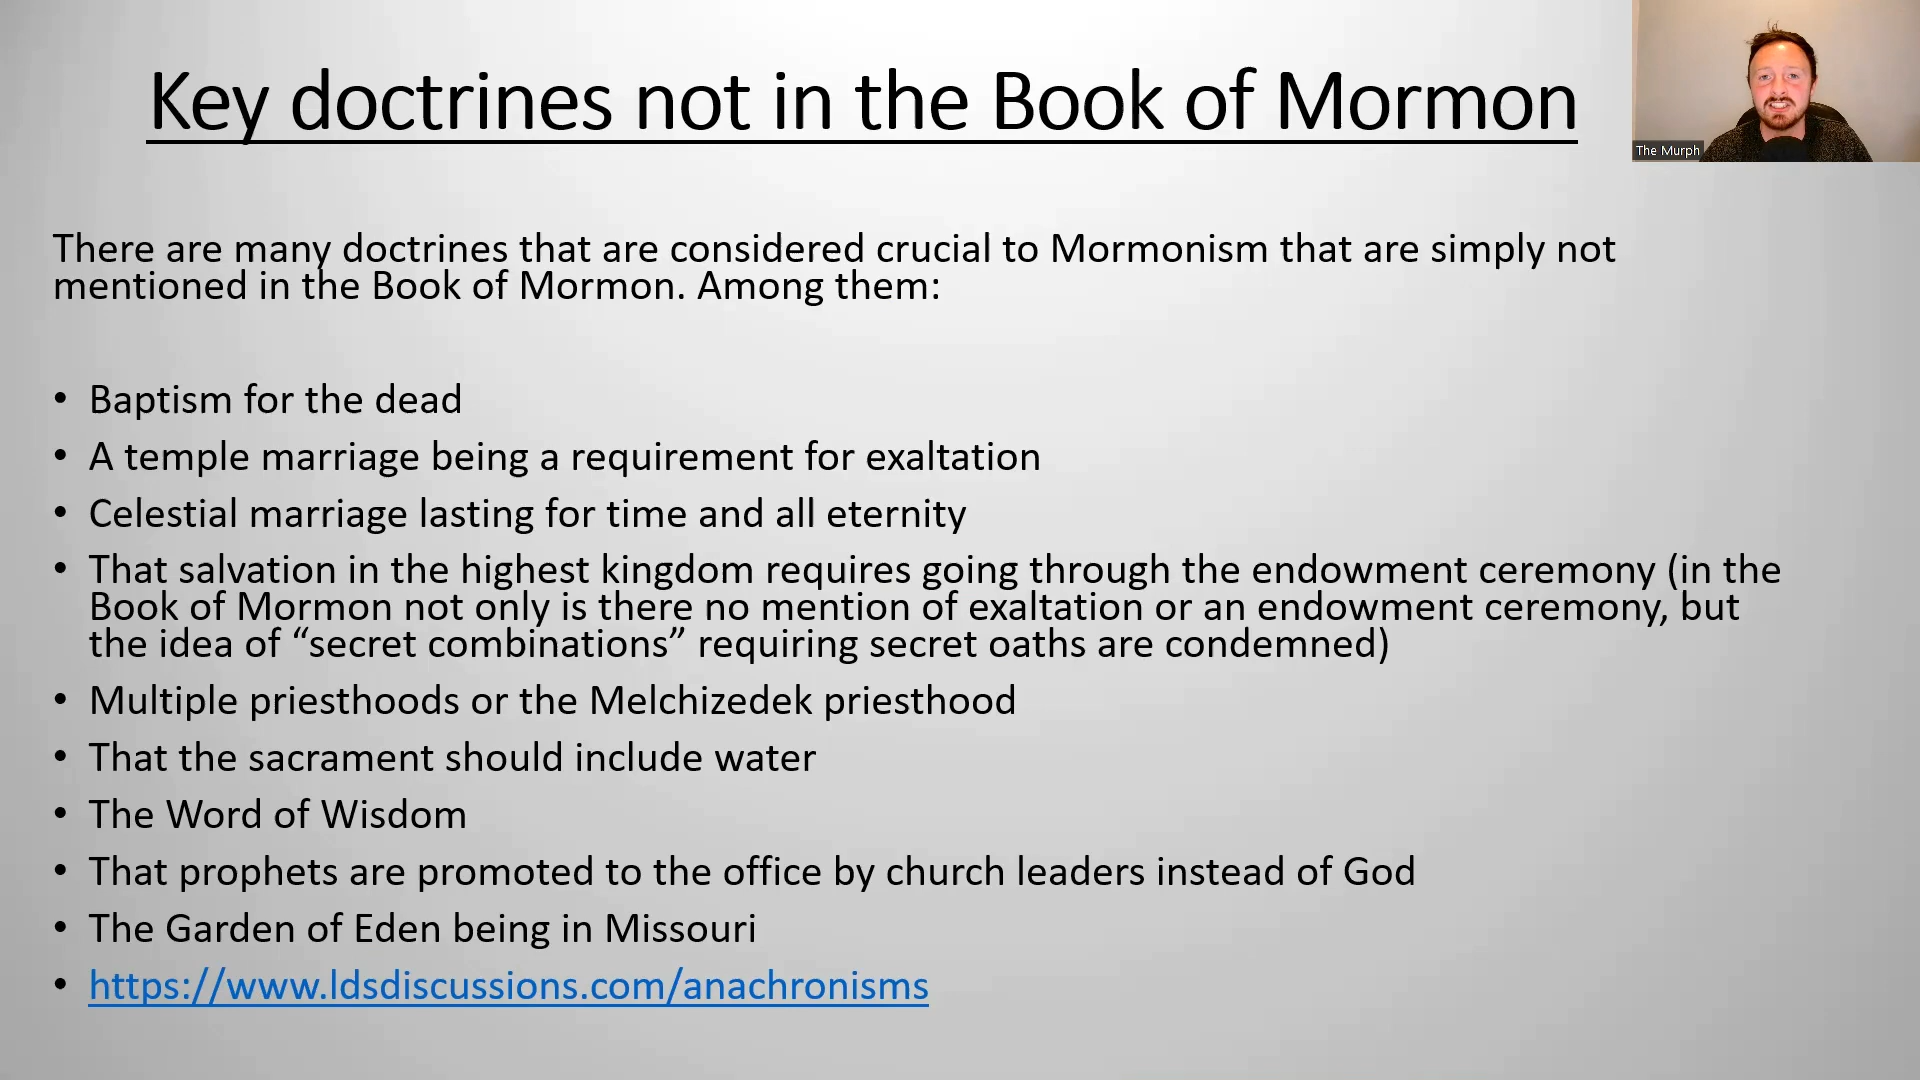 Key doctrines not in the Book of Mormon
The Murph
There are many doctrines that are considered crucial to Mormonism that are simply not
mentioned in the Book of Mormon. Among them:
• Baptism for the dead
• A temple marriage being a requirement for exaltation
• Celestial marriage lasting for time and all eternity
• That salvation in the highest kingdom requires going through the endowment ceremony (in the
Book of Mormon not only is there no mention of exaltation or an endowment ceremony, but
the idea of “secret combinations” requiring secret oaths are condemned)
• Multiple priesthoods or the Melchizedek priesthood
• That the sacrament should include water
• The Word of Wisdom
• That prophets are promoted to the office by church leaders instead of God
• The Garden of Eden being in Missouri
• https://www.ldsdiscussions.com/anachronisms